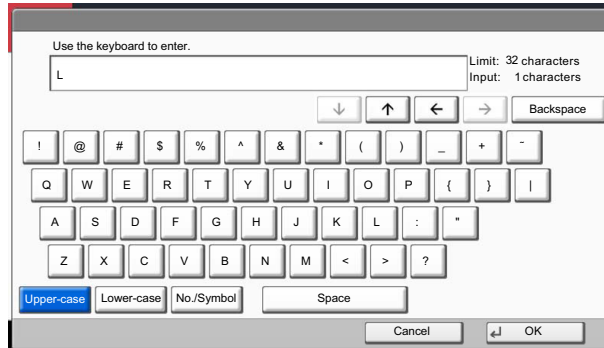 Use the keyboard to enter.
Limit: 32 characters
L
Input: 1 characters
↓ ↑ ← → Backspace
! @ # $ % ^ & * ( ) _ + ¯
Q W E R T Y U I O P { } |
A S D F G H J K L : "
Z X C V B N M < > ?
Upper-case Lower-case No./Symbol Space
Cancel ↵ OK